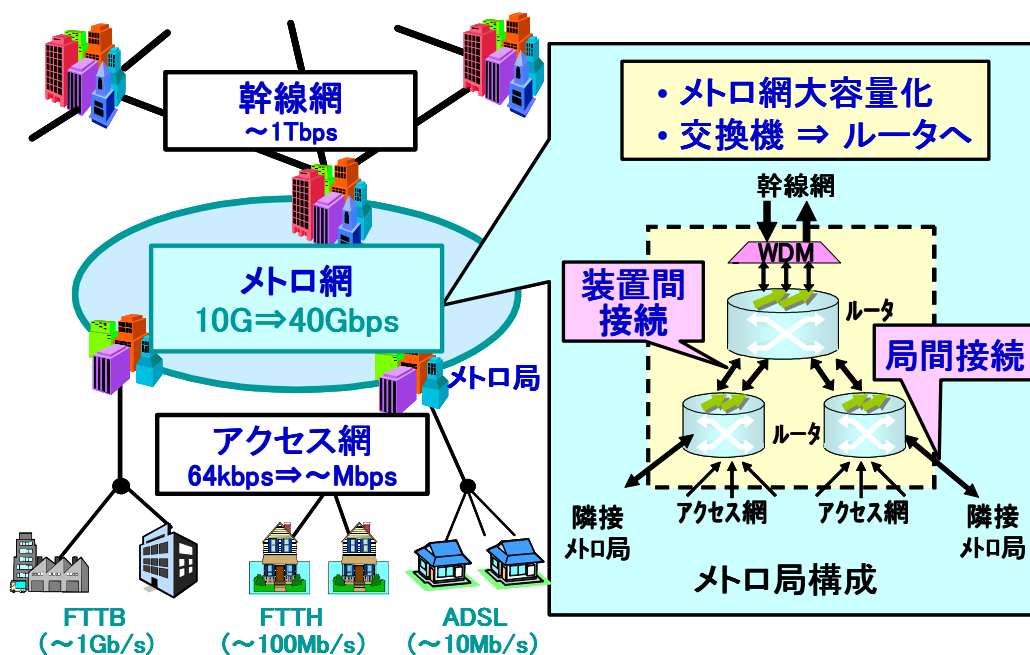 幹線網
～1Tbps
メトロ網
10G⇒40Gbps
メトロ局
アクセス網
64kbps⇒～Mbps
FTTB
(～1Gb/s)
FTTH
(～100Mb/s)
ADSL
(～10Mb/s)
・メトロ網大容量化
・交換機 ⇒ ルータへ
幹線網
WDM
装置間
接続
ルータ
局間接続
ルータ
アクセス網
アクセス網
隣接
メトロ局
隣接
メトロ局
メトロ局構成